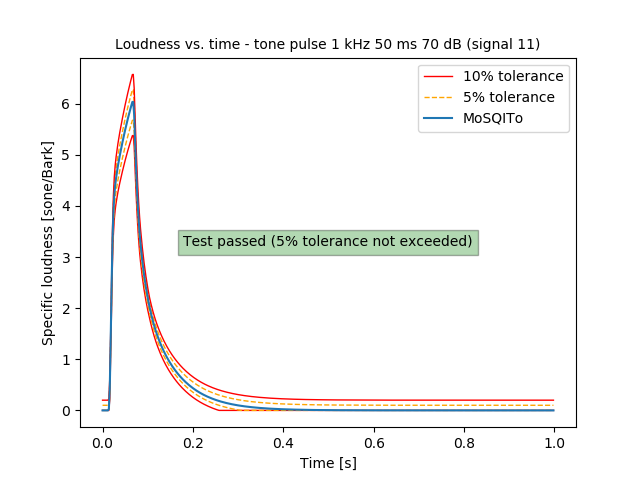 Loudness vs. time - tone pulse 1 kHz 50 ms 70 dB (signal 11)
10% tolerance
5% tolerance
MoSQITo
Test passed (5% tolerance not exceeded)
Specific loudness [sone/Bark]
6
5
4
3
2
1
0
0.0 0.2 0.4 0.6 0.8 1.0
Time [s]